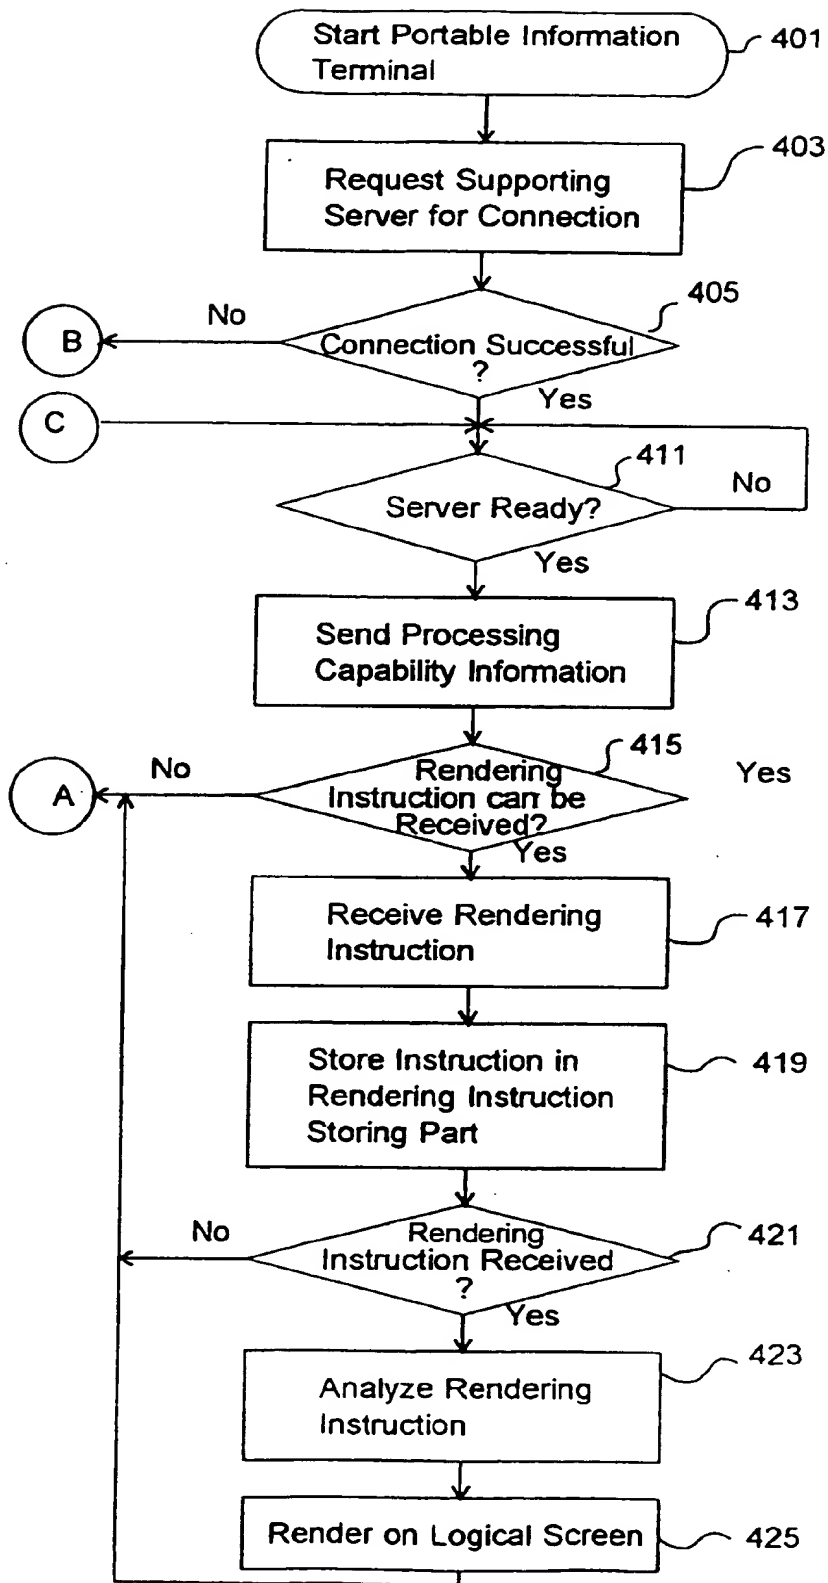 Start Portable Information
Terminal
401
403
Request Supporting
Server for Connection
405
No
B
Connection Successful
?
Yes
C
411
No
Server Ready?
Yes
413
Send Processing
Capability Information
415
No
Yes
A
Rendering
Instruction can be
Received?
Yes
417
Receive Rendering
Instruction
419
Store Instruction in
Rendering Instruction
Storing Part
No
421
Rendering
Instruction Received
?
Yes
423
Analyze Rendering
Instruction
Render on Logical Screen
425